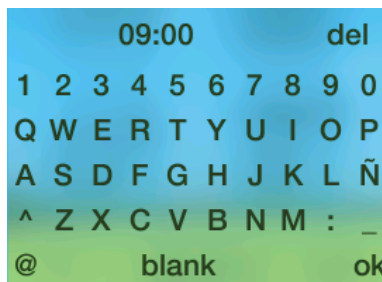 09:00 del
1 2 3 4 5 6 7 8 9 0
Q W E R T Y U I O P
A S D F G H J K L Ñ
^ Z X C V B N M : _
@ blank ok